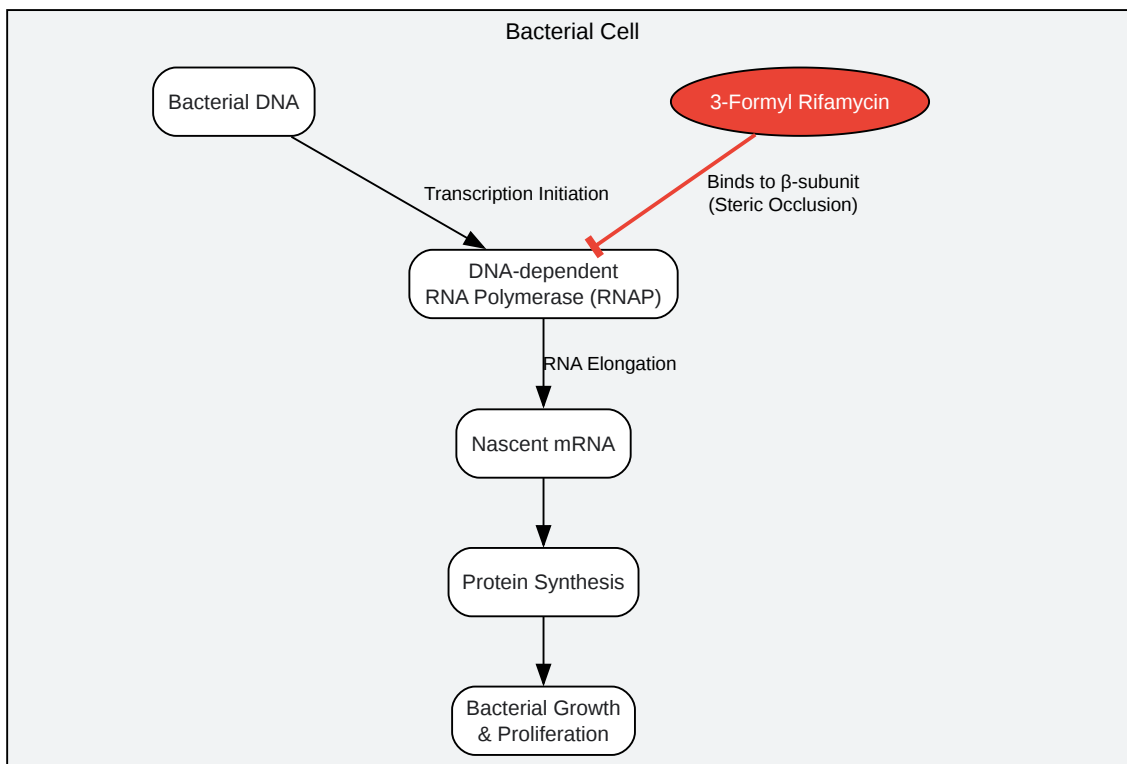 Bacterial Cell
Bacterial DNA
3-Formyl Rifamycin
Transcription Initiation
Binds to β-subunit
(Steric Occlusion)
DNA-dependent
RNA Polymerase (RNAP)
RNA Elongation
Nascent mRNA
Protein Synthesis
Bacterial Growth
& Proliferation